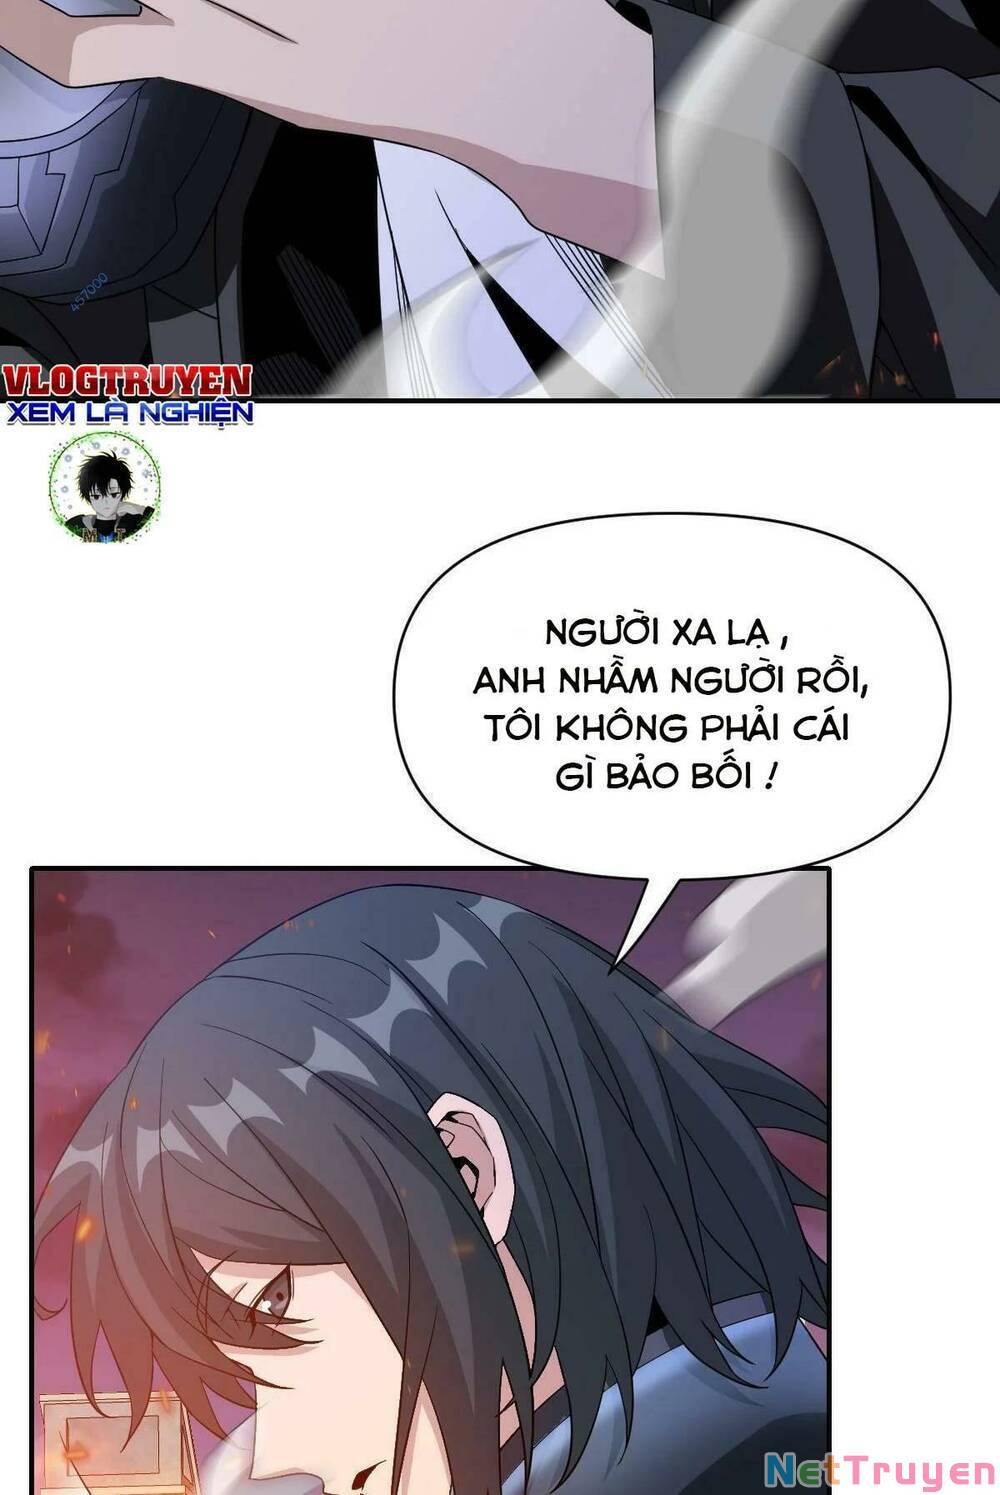 457000
VLOGTRUYEN
XEM LÀ NGHIỆN
NGƯỜI XA LẠ ,
ANH NHẦM NGƯỜI RỒI,
TÔI KHÔNG PHẢI CÁI
GÌ BẢO BỐI !
NetTruyen